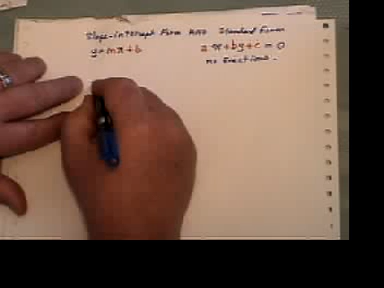 Slope-intercept Form AND Standard Form
y = mx + b ax + by + c = 0
no fractions.